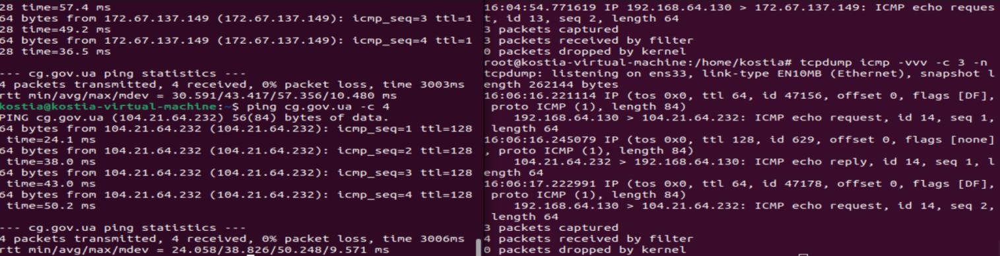 28 time=57.4 ms
64 bytes from 172.67.137.149 (172.67.137.149): icmp_seq=3 ttl=1
28 time=49.2 ms
64 bytes from 172.67.137.149 (172.67.137.149): icmp_seq=4 ttl=1
28 time=36.5 ms
--- cg.gov.ua ping statistics ---
4 packets transmitted, 4 received, 0% packet loss, time 3003ms
rtt min/avg/max/mdev = 30.591/43.417/57.356/10.480 ms
kostia@kostia-virtual-machine:~$ ping cg.gov.ua -c 4
PING cg.gov.ua (104.21.64.232) 56(84) bytes of data.
64 bytes from 104.21.64.232 (104.21.64.232): icmp_seq=1 ttl=128
 time=24.1 ms
64 bytes from 104.21.64.232 (104.21.64.232): icmp_seq=2 ttl=128
 time=38.0 ms
64 bytes from 104.21.64.232 (104.21.64.232): icmp_seq=3 ttl=128
 time=43.0 ms
64 bytes from 104.21.64.232 (104.21.64.232): icmp_seq=4 ttl=128
 time=50.2 ms
--- cg.gov.ua ping statistics ---
4 packets transmitted, 4 received, 0% packet loss, time 3006ms
rtt min/avg/max/mdev = 24.058/38.826/50.248/9.571 ms
16:04:54.771619 IP 192.168.64.130 > 172.67.137.149: ICMP echo reques
t, id 13, seq 2, length 64
3 packets captured
3 packets received by filter
0 packets dropped by kernel
root@kostia-virtual-machine:/home/kostia# tcpdump icmp -vvv -c 3 -n
tcpdump: listening on ens33, link-type EN10MB (Ethernet), snapshot l
ength 262144 bytes
16:06:16.221114 IP (tos 0x0, ttl 64, id 47156, offset 0, flags [DF],
 proto ICMP (1), length 84)
    192.168.64.130 > 104.21.64.232: ICMP echo request, id 14, seq 1,
 length 64
16:06:16.245079 IP (tos 0x0, ttl 128, id 629, offset 0, flags [none]
, proto ICMP (1), length 84)
    104.21.64.232 > 192.168.64.130: ICMP echo reply, id 14, seq 1, l
ength 64
16:06:17.222991 IP (tos 0x0, ttl 64, id 47178, offset 0, flags [DF],
 proto ICMP (1), length 84)
    192.168.64.130 > 104.21.64.232: ICMP echo request, id 14, seq 2,
 length 64
3 packets captured
4 packets received by filter
0 packets dropped by kernel